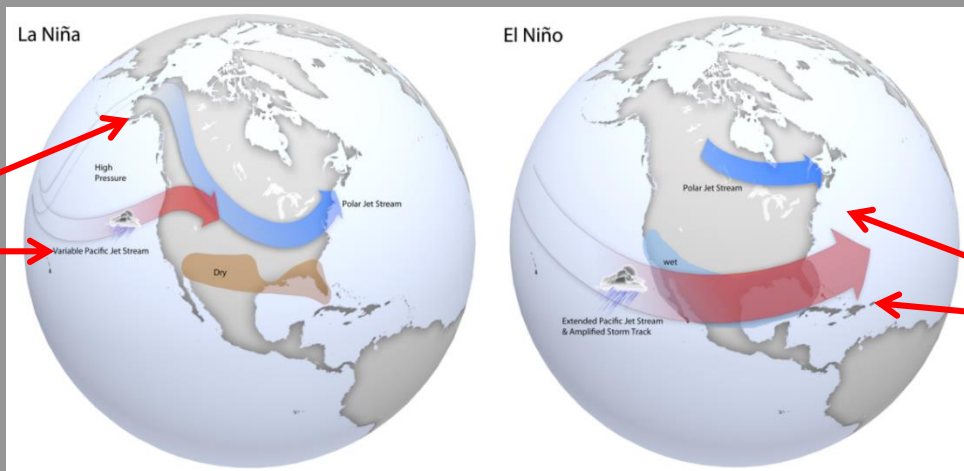 La Niña
High
Pressure
Polar Jet Stream
Variable Pacific Jet Stream
Dry
El Niño
Polar Jet Stream
wet
Extended Pacific Jet Stream
& Amplified Storm Track